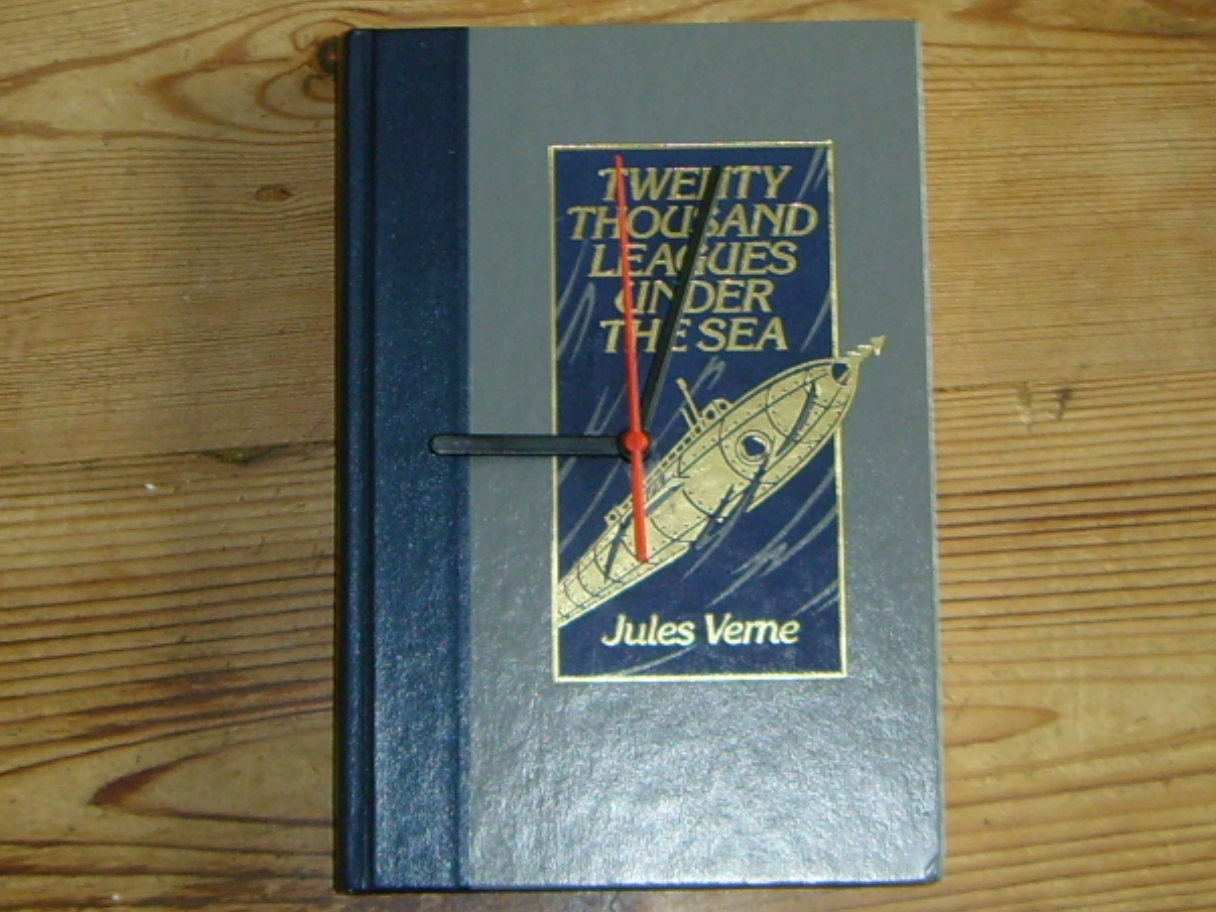 TWENTY
THOUSAND
LEAGUES
UNDER
THE SEA
Jules Verne